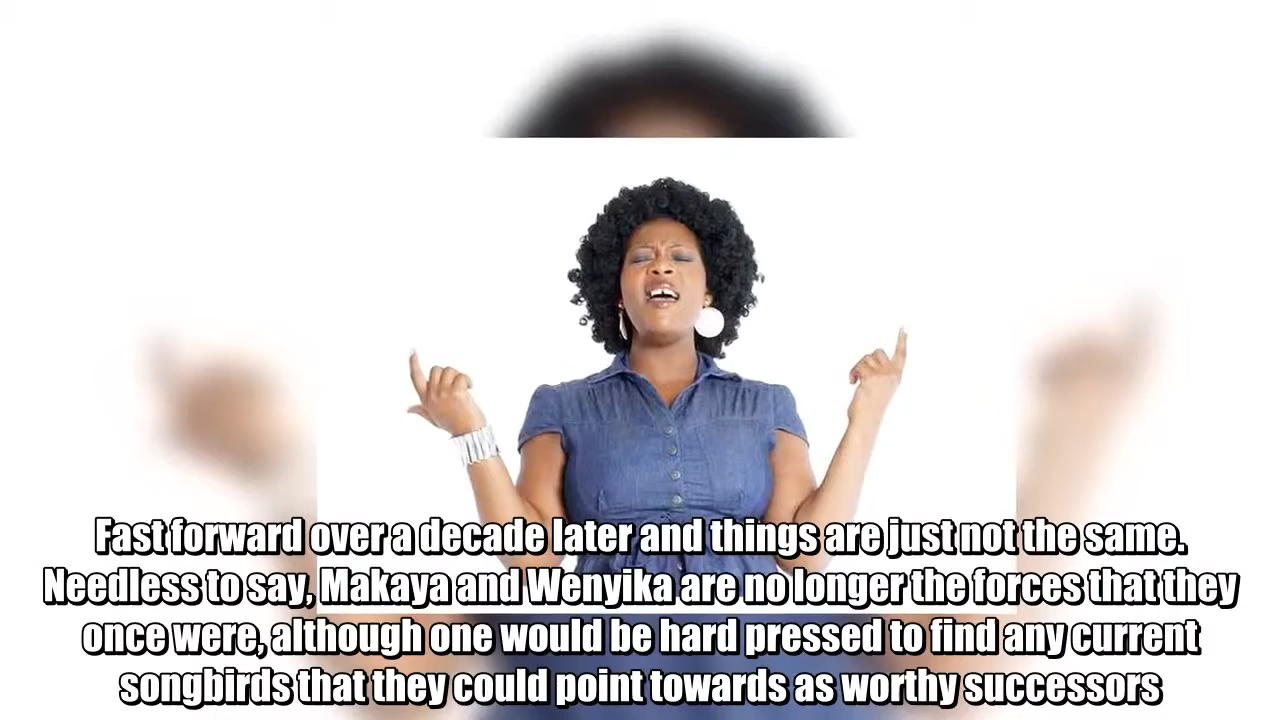 Fast forward over a decade later and things are just not the same.
Needless to say, Makaya and Wenyika are no longer the forces that they
once were, although one would be hard pressed to find any current
songbirds that they could point towards as worthy successors